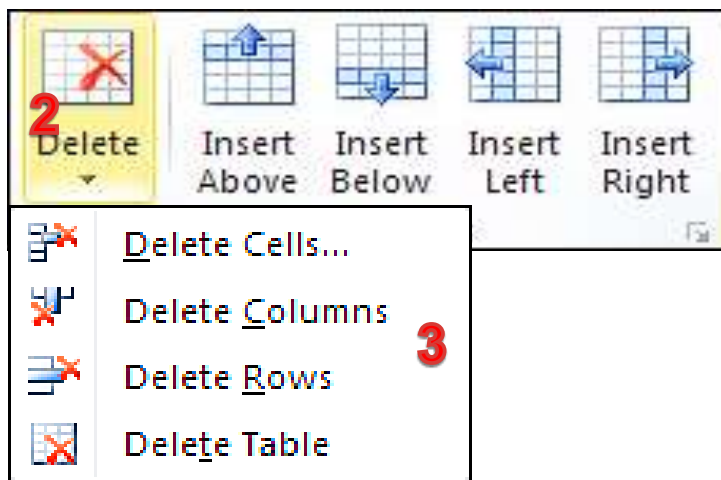 2
Delete
Insert Above
Insert Below
Insert Left
Insert Right
Delete Cells...
Delete Columns
3
Delete Rows
Delete Table